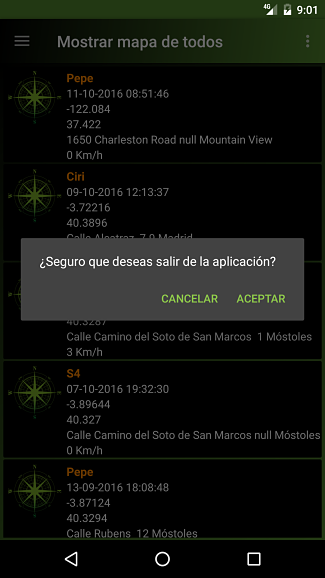 4G 9:01
Mostrar mapa de todos
Pepe
11-10-2016 08:51:46
-122.084
37.422
1650 Charleston Road null Mountain View
0 Km/h
Ciri
09-10-2016 12:13:37
-3.72216
40.3896
Calle Alcatraz 7 9 Madrid
¿Seguro que deseas salir de la aplicación?
CANCELAR ACEPTAR
40.3287
Calle Camino del Soto de San Marcos 1 Móstoles
3 Km/h
S4
07-10-2016 19:32:30
-3.89644
40.327
Calle Camino del Soto de San Marcos null Móstoles
0 Km/h
Pepe
13-09-2016 18:08:48
-3.87124
40.3294
Calle Rubens 12 Móstoles